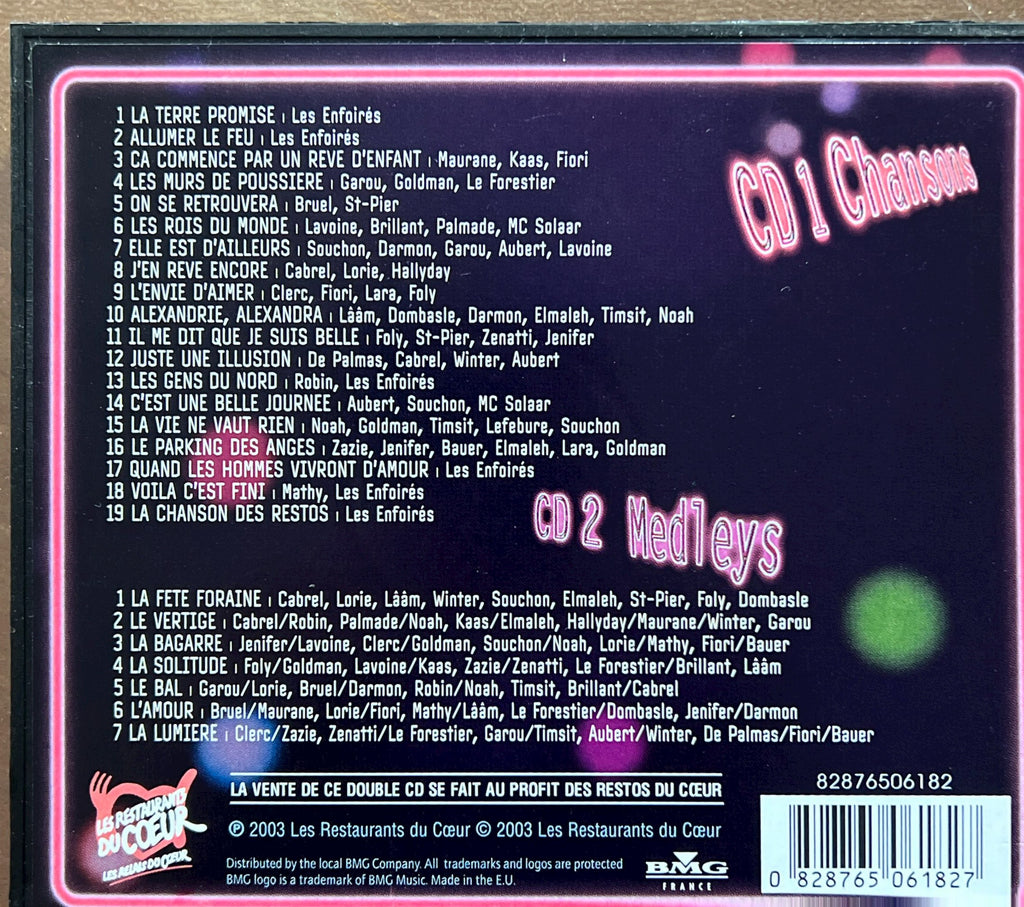 1 LA TERRE PROMISE | Les Enfoirés
2 ALLUMER LE FEU | Les Enfoirés
3 CA COMMENCE PAR UN REVE D'ENFANT | Maurane, Kaas, Fiori
4 LES MURS DE POUSSIERE | Garou, Goldman, Le Forestier
5 ON SE RETROUVERA | Bruel, St-Pier
6 LES ROIS DU MONDE | Lavoine, Brillant, Palmade, MC Solaar
7 ELLE EST D'AILLEURS | Souchon, Darmon, Garou, Aubert, Lavoine
8 J'EN REVE ENCORE | Cabrel, Lorie, Hallyday
9 L'ENVIE D'AIMER | Clerc, Fiori, Lara, Foly
10 ALEXANDRIE, ALEXANDRA | Lââm, Dombasle, Darmon, Elmaleh, Timsit, Noah
11 IL ME DIT QUE JE SUIS BELLE | Foly, St-Pier, Zenatti, Jenifer
12 JUSTE UNE ILLUSION | De Palmas, Cabrel, Winter, Aubert
13 LES GENS DU NORD | Robin, Les Enfoirés
14 C'EST UNE BELLE JOURNEE | Aubert, Souchon, MC Solaar
15 LA VIE NE VAUT RIEN | Noah, Goldman, Timsit, Lefebure, Souchon
16 LE PARKING DES ANGES | Zazie, Jenifer, Bauer, Elmaleh, Lara, Goldman
17 QUAND LES HOMMES VIVRONT D'AMOUR | Les Enfoirés
18 VOILA C'EST FINI | Mathy, Les Enfoirés
19 LA CHANSON DES RESTOS | Les Enfoirés
CD 1 Chansons
CD 2 Medleys
1 LA FETE FORAINE | Cabrel, Lorie, Lââm, Winter, Souchon, Elmaleh, St-Pier, Foly, Dombasle
2 LE VERTIGE | Cabrel/Robin, Palmade/Noah, Kaas/Elmaleh, Hallyday/Maurane/Winter, Garou
3 LA BAGARRE | Jenifer/Lavoine, Clerc/Goldman, Souchon/Noah, Lorie/Mathy, Fiori/Bauer
4 LA SOLITUDE | Foly/Goldman, Lavoine/Kaas, Zazie/Zenatti, Le Forestier/Brillant, Lââm
5 LE BAL | Garou/Lorie, Bruel/Darmon, Robin/Noah, Timsit, Brillant/Cabrel
6 L'AMOUR | Bruel/Maurane, Lorie/Fiori, Mathy/Lââm, Le Forestier/Dombasle, Jenifer/Darmon
7 LA LUMIERE | Clerc/Zazie, Zenatti/Le Forestier, Garou/Timsit, Aubert/Winter, De Palmas/Fiori/Bauer
LES RESTAURANTS
DU CŒUR
LES RELAIS DU CŒUR
LA VENTE DE CE DOUBLE CD SE FAIT AU PROFIT DES RESTOS DU CŒUR
℗ 2003 Les Restaurants du Cœur © 2003 Les Restaurants du Cœur
Distributed by the local BMG Company. All trademarks and logos are protected
BMG logo is a trademark of BMG Music. Made in the E.U.
BMG
FRANCE
82876506182
0 828765 061827